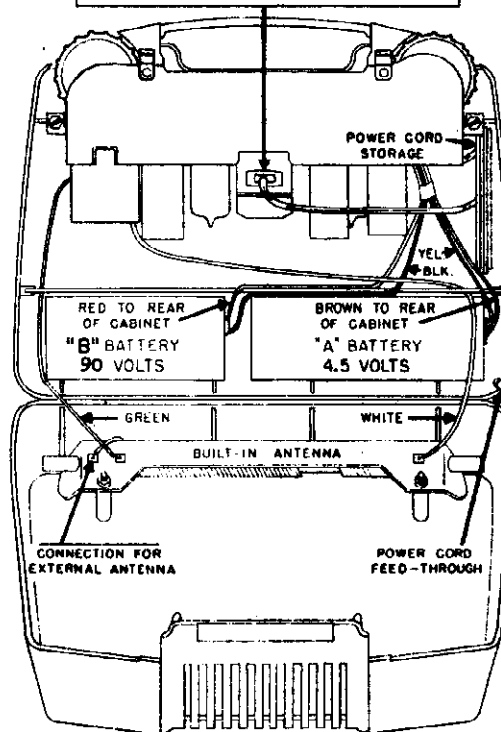 POWER CORD
STORAGE
YEL.
BLK.
RED TO REAR
OF CABINET
"B" BATTERY
90 VOLTS
BROWN TO REAR
OF CABINET
"A" BATTERY
4.5 VOLTS
GREEN
WHITE
BUILT-IN ANTENNA
CONNECTION FOR
EXTERNAL ANTENNA
POWER CORD
FEED-THROUGH